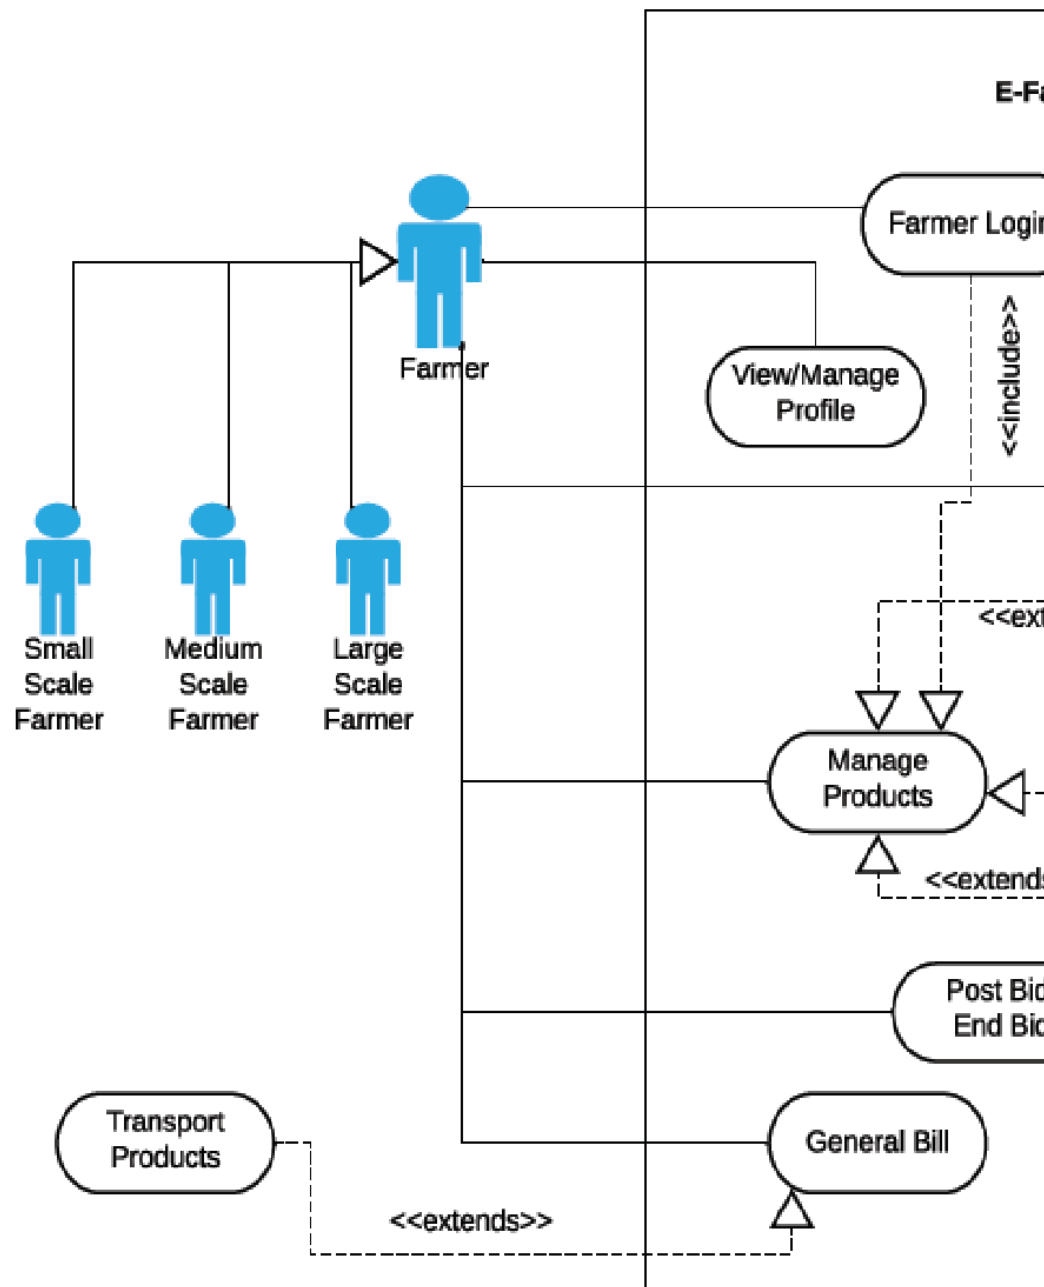 E-Fa
Farmer Login
<<include>>
Farmer
View/Manage
Profile
Small
Scale
Farmer
Medium
Scale
Farmer
Large
Scale
Farmer
<<ext
Manage
Products
<<extends
Post Bid
End Bid
Transport
Products
General Bill
<<extends>>